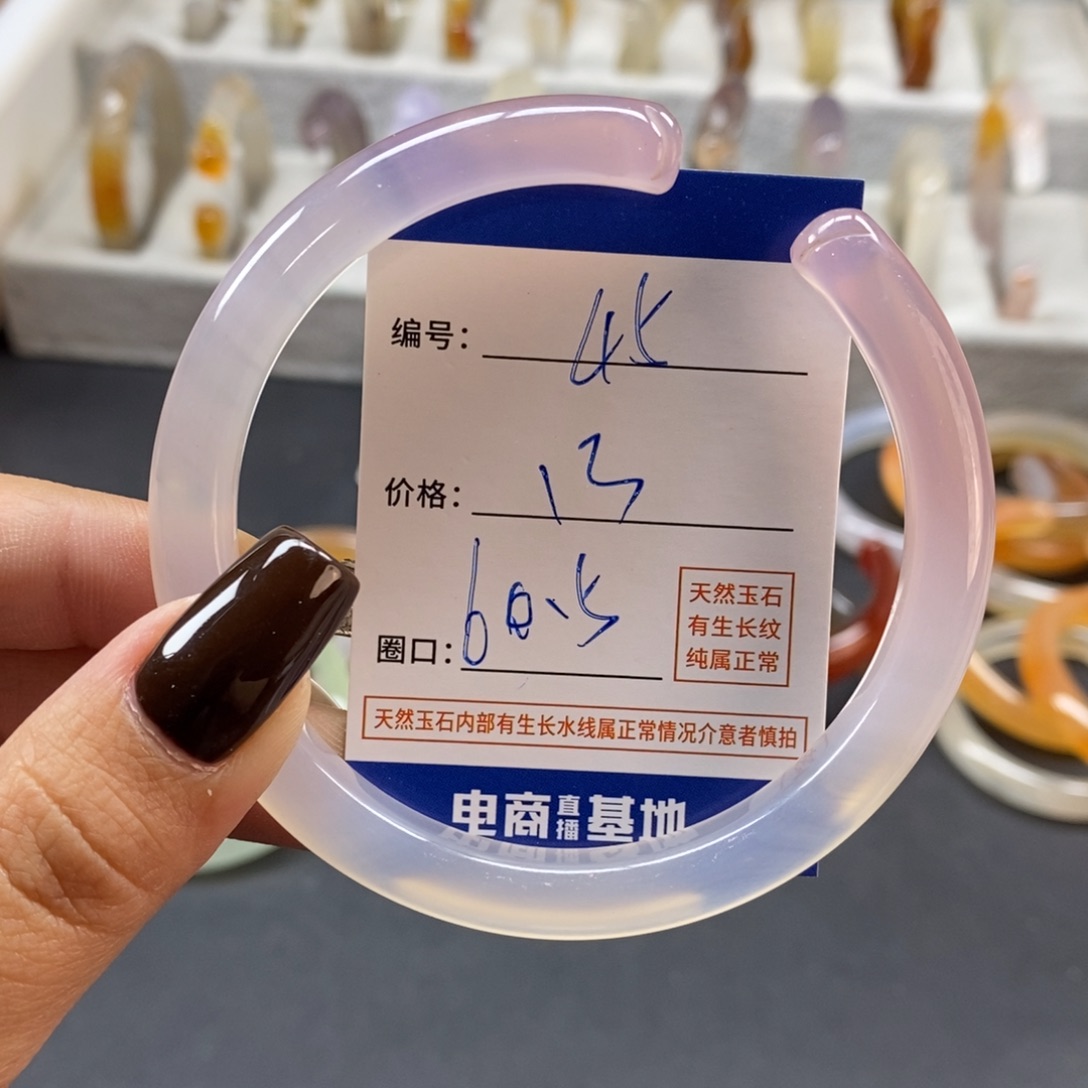 编号: 45
价格: 13
圈口: 60.5
天然玉石
有生长纹
纯属正常
天然玉石内部有生长水线属正常情况介意者慎拍
电商直播基地